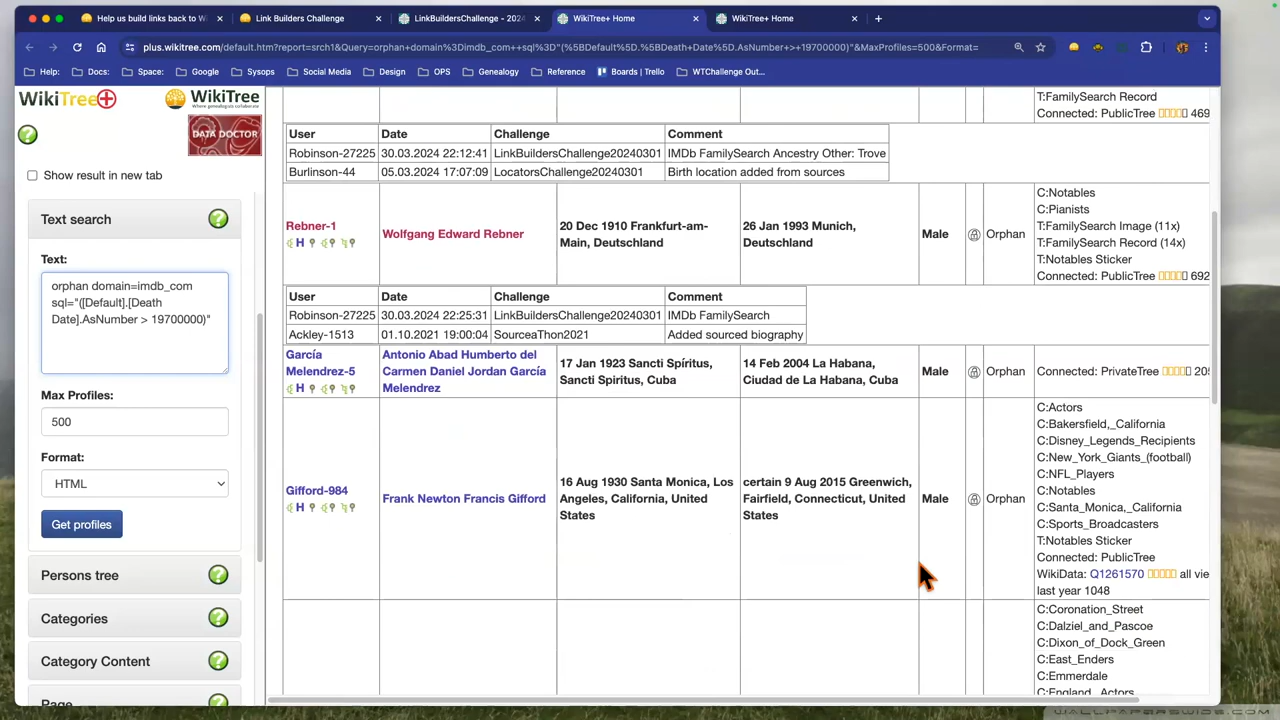 Help us build links back to W
Link Builders Challenge
LinkBuildersChallenge - 202
WikiTree+ Home
WikiTree+ Home
plus.wikitree.com/default.htm?report=srch1&Query=orphan+domain%3Dimdb_com++sql%3D"(%5BDefault%5D.%5BDeath+Date%5D.AsNumber+>+19700000)"&MaxProfiles=500&Format=
Help:
Docs:
Space:
Google
Sysops
Social Media
Design
OPS
Genealogy
Reference
Boards | Trello
WTChallenge Out...
WikiTree+
WikiTree
Where genealogists collaborate
DATA DOCTOR
Show result in new tab
Text search
Text:
orphan domain=imdb_com
sql="([Default].[Death
Date].AsNumber > 19700000)"
Max Profiles:
500
Format:
HTML
Get profiles
Persons tree
Categories
Category Content
Page
T:FamilySearch Record
Connected: PublicTree 469
User Date Challenge Comment
Robinson-27225 30.03.2024 22:12:41 LinkBuildersChallenge20240301 IMDb FamilySearch Ancestry Other: Trove
Burlinson-44 05.03.2024 17:07:09 LocatorsChallenge20240301 Birth location added from sources
Rebner-1
H
Wolfgang Edward Rebner
20 Dec 1910 Frankfurt-am-
Main, Deutschland
26 Jan 1993 Munich,
Deutschland
Male
Orphan
C:Notables
C:Pianists
T:FamilySearch Image (11x)
T:FamilySearch Record (14x)
T:Notables Sticker
Connected: PublicTree 692
User Date Challenge Comment
Robinson-27225 30.03.2024 22:25:31 LinkBuildersChallenge20240301 IMDb FamilySearch
Ackley-1513 01.10.2021 19:00:04 SourceaThon2021 Added sourced biography
García
Melendrez-5
H
Antonio Abad Humberto del
Carmen Daniel Jordan García
Melendrez
17 Jan 1923 Sancti Spíritus,
Sancti Spiritus, Cuba
14 Feb 2004 La Habana,
Ciudad de La Habana, Cuba
Male
Orphan
Connected: PrivateTree 205
Gifford-984
H
Frank Newton Francis Gifford
16 Aug 1930 Santa Monica, Los
Angeles, California, United
States
certain 9 Aug 2015 Greenwich,
Fairfield, Connecticut, United
States
Male
Orphan
C:Actors
C:Bakersfield,_California
C:Disney_Legends_Recipients
C:New_York_Giants_(football)
C:NFL_Players
C:Notables
C:Santa_Monica,_California
C:Sports_Broadcasters
T:Notables Sticker
Connected: PublicTree
WikiData: Q1261570 all vie
last year 1048
C:Coronation_Street
C:Dalziel_and_Pascoe
C:Dixon_of_Dock_Green
C:East_Enders
C:Emmerdale
C:England,_Actors
WALLPAPERSWIDE.COM